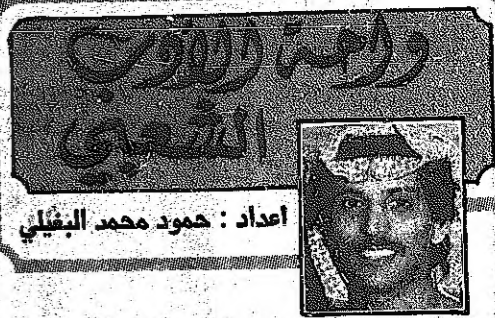 واحة الأدب
الشعبي
اعداد : حمود محمد البغيلي